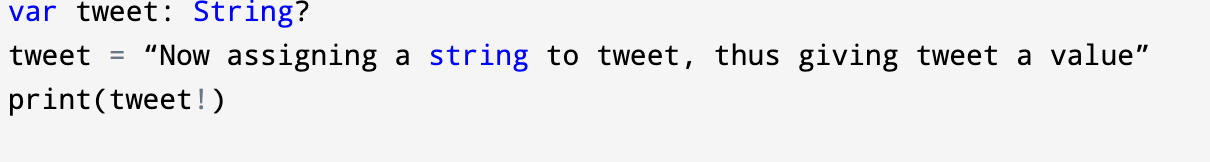 var tweet: String?
tweet = “Now assigning a string to tweet, thus giving tweet a value”
print(tweet!)